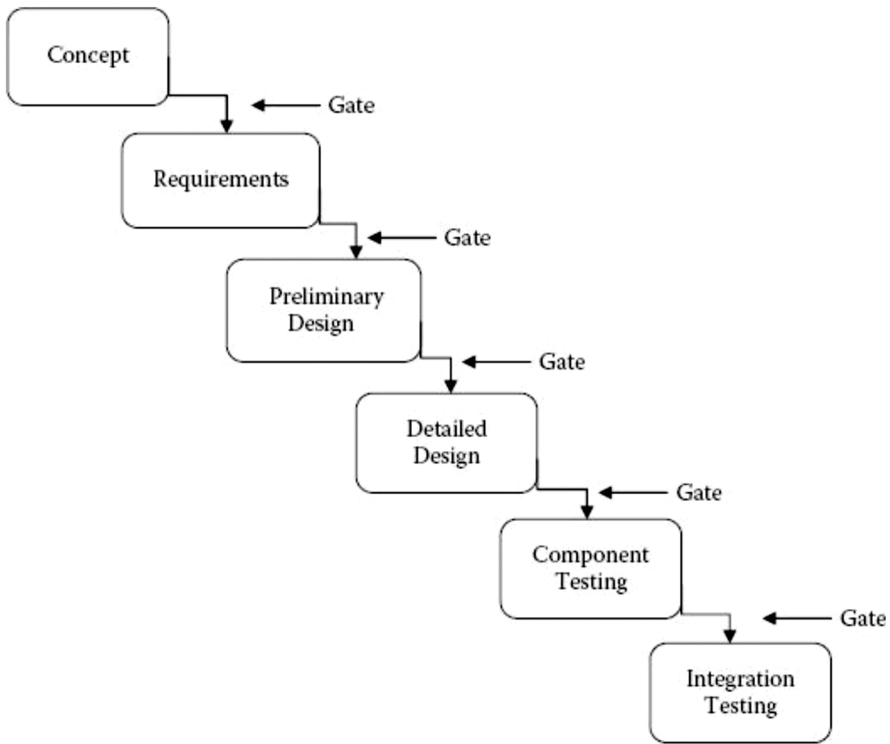 Concept
Gate
Requirements
Gate
Preliminary
Design
Gate
Detailed
Design
Gate
Component
Testing
Gate
Integration
Testing